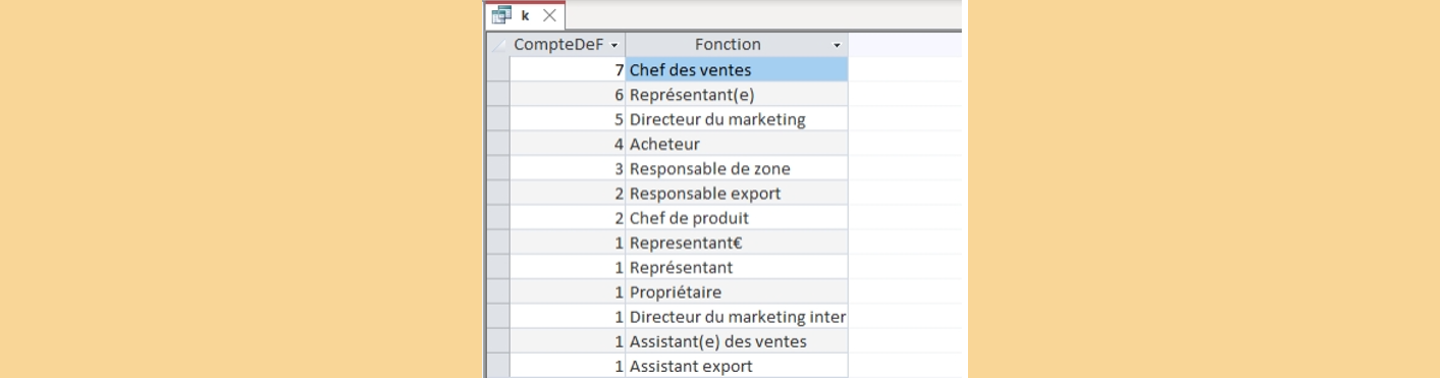 k
CompteDeF Fonction
7 Chef des ventes
6 Représentant(e)
5 Directeur du marketing
4 Acheteur
3 Responsable de zone
2 Responsable export
2 Chef de produit
1 Representant€
1 Représentant
1 Propriétaire
1 Directeur du marketing inter
1 Assistant(e) des ventes
1 Assistant export